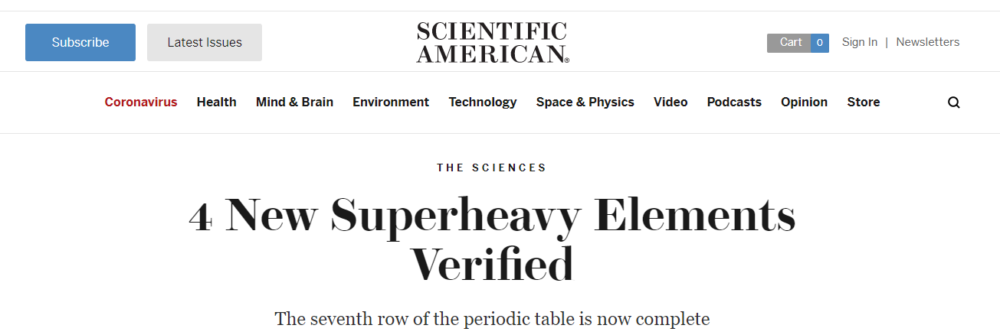 Subscribe Latest Issues SCIENTIFIC AMERICAN® Cart 0 Sign In | Newsletters
Coronavirus Health Mind & Brain Environment Technology Space & Physics Video Podcasts Opinion Store
THE SCIENCES
4 New Superheavy Elements
Verified
The seventh row of the periodic table is now complete